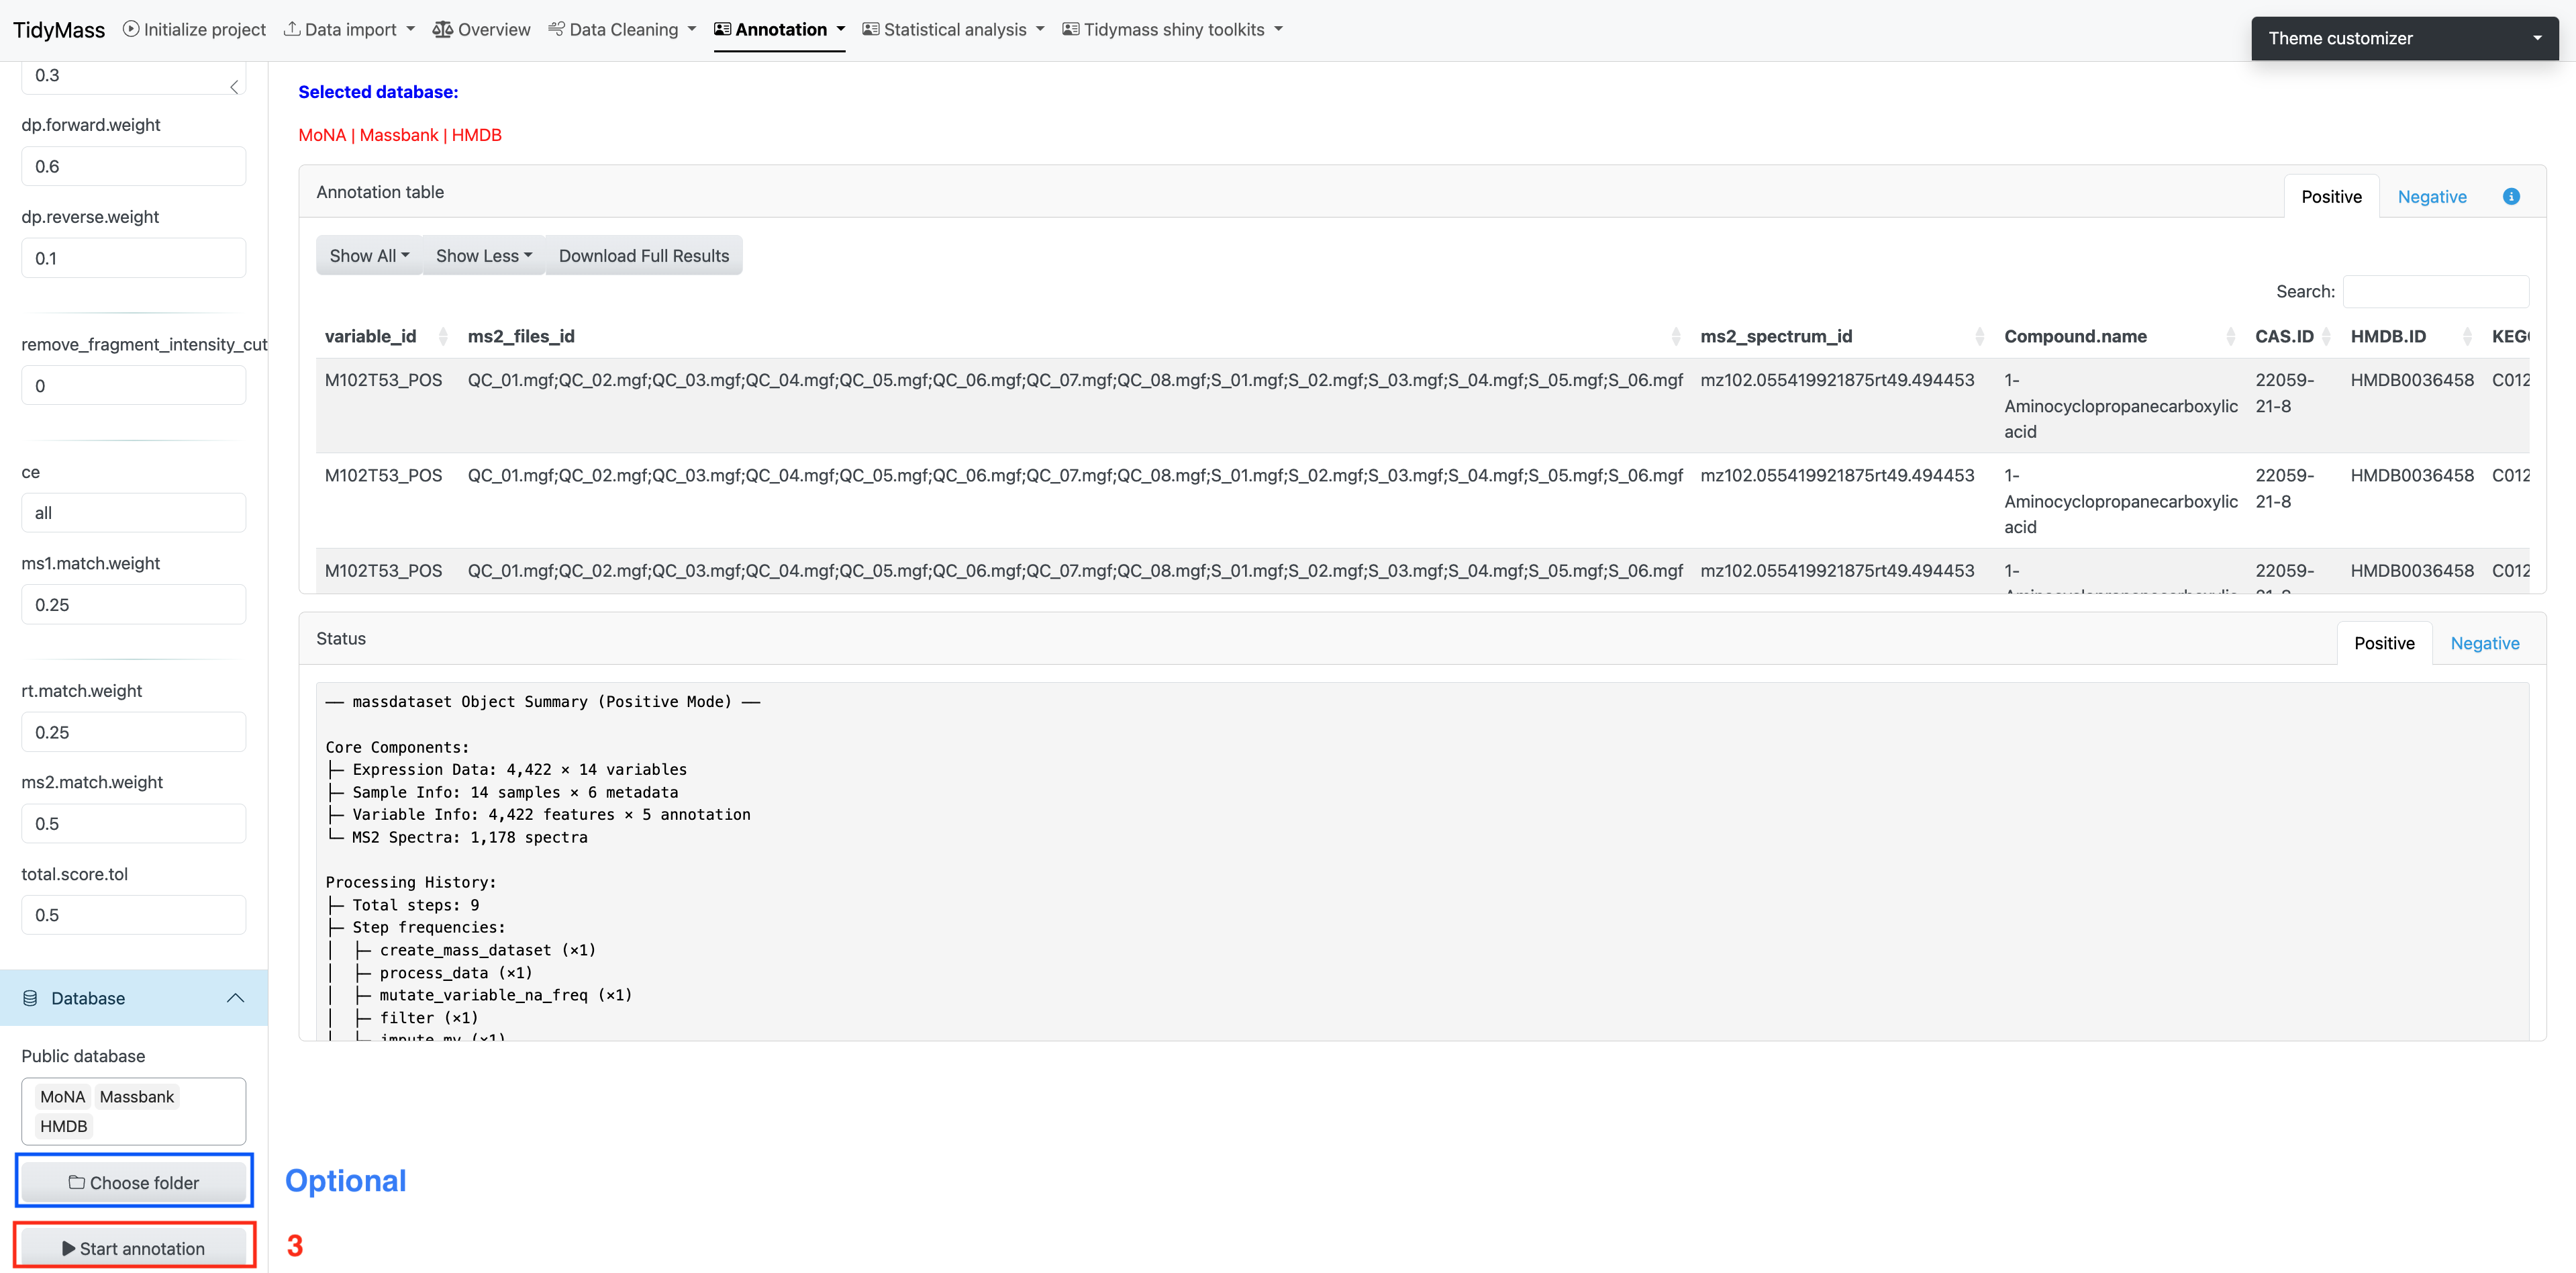 TidyMass Initialize project Data import Overview Data Cleaning Annotation Statistical analysis Tidymass shiny toolkits
Theme customizer
0.3
dp.forward.weight
0.6
dp.reverse.weight
0.1
remove_fragment_intensity_cut
0
ce
all
ms1.match.weight
0.25
rt.match.weight
0.25
ms2.match.weight
0.5
total.score.tol
0.5
Database
Public database
MoNA Massbank
HMDB
Choose folder
Start annotation
Optional
3
Selected database:
MoNA | Massbank | HMDB
Annotation table
Positive Negative
Show All Show Less Download Full Results
Search:
variable_id ms2_files_id ms2_spectrum_id Compound.name CAS.ID HMDB.ID KEG
M102T53_POS QC_01.mgf;QC_02.mgf;QC_03.mgf;QC_04.mgf;QC_05.mgf;QC_06.mgf;QC_07.mgf;QC_08.mgf;S_01.mgf;S_02.mgf;S_03.mgf;S_04.mgf;S_05.mgf;S_06.mgf mz102.055419921875rt49.494453 1- 22059- HMDB0036458 C012
Aminocyclopropanecarboxylic 21-8
acid
M102T53_POS QC_01.mgf;QC_02.mgf;QC_03.mgf;QC_04.mgf;QC_05.mgf;QC_06.mgf;QC_07.mgf;QC_08.mgf;S_01.mgf;S_02.mgf;S_03.mgf;S_04.mgf;S_05.mgf;S_06.mgf mz102.055419921875rt49.494453 1- 22059- HMDB0036458 C012
Aminocyclopropanecarboxylic 21-8
acid
M102T53_POS QC_01.mgf;QC_02.mgf;QC_03.mgf;QC_04.mgf;QC_05.mgf;QC_06.mgf;QC_07.mgf;QC_08.mgf;S_01.mgf;S_02.mgf;S_03.mgf;S_04.mgf;S_05.mgf;S_06.mgf mz102.055419921875rt49.494453 1- 22059- HMDB0036458 C012
Status
Positive Negative
── massdataset Object Summary (Positive Mode) ──
Core Components:
├─ Expression Data: 4,422 × 14 variables
├─ Sample Info: 14 samples × 6 metadata
├─ Variable Info: 4,422 features × 5 annotation
└─ MS2 Spectra: 1,178 spectra
Processing History:
├─ Total steps: 9
├─ Step frequencies:
│ ├─ create_mass_dataset (×1)
│ ├─ process_data (×1)
│ ├─ mutate_variable_na_freq (×1)
│ ├─ filter (×1)
│ ├─ impute_mv (×1)